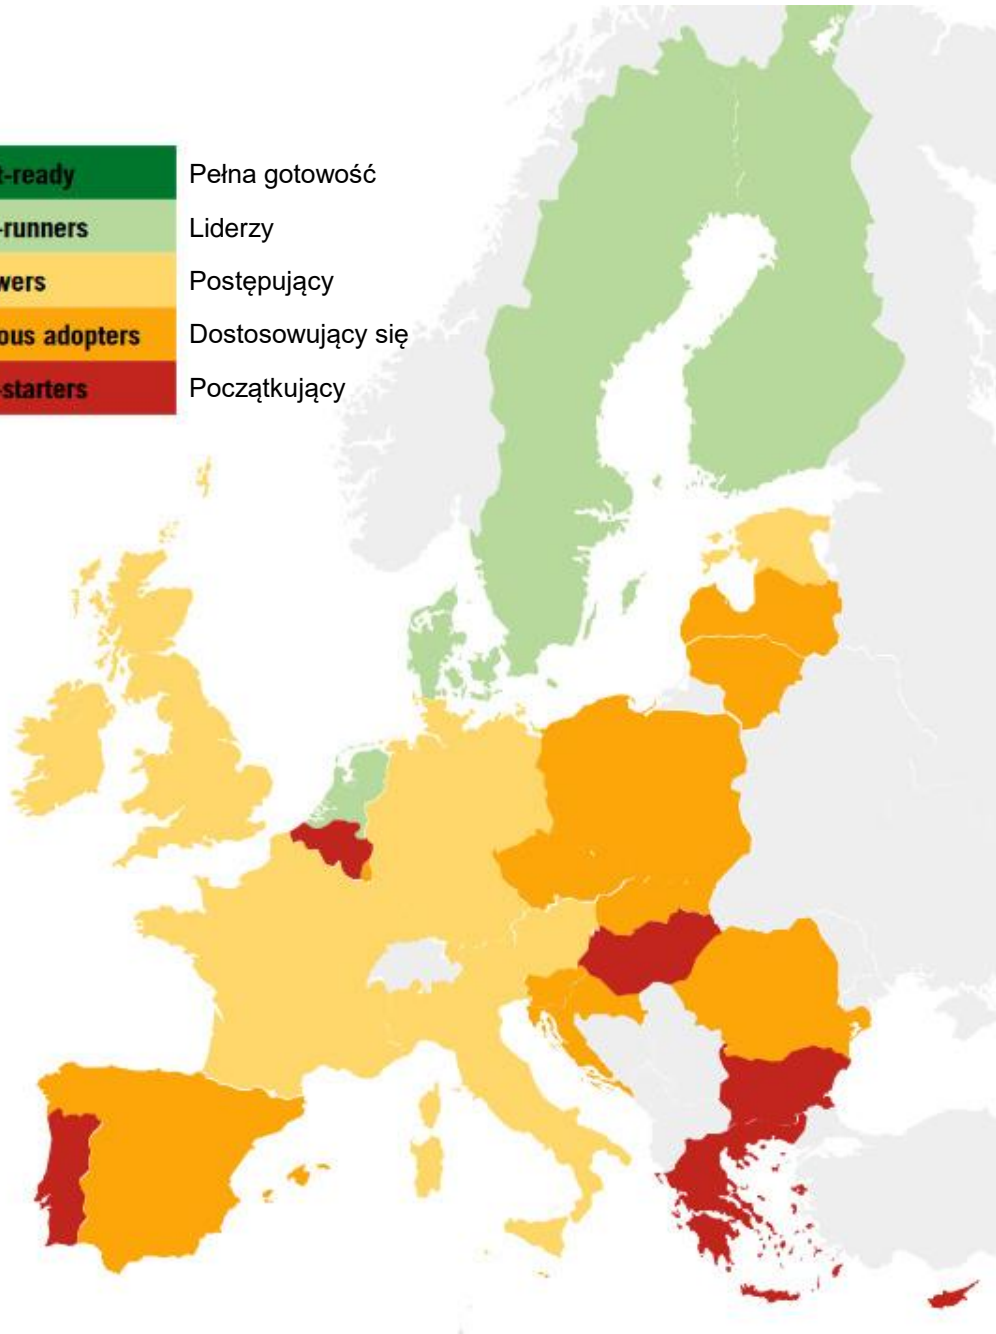 t-ready Pełna gotowość
-runners Liderzy
wers Postępujący
ous adopters Dostosowujący się
-starters Początkujący